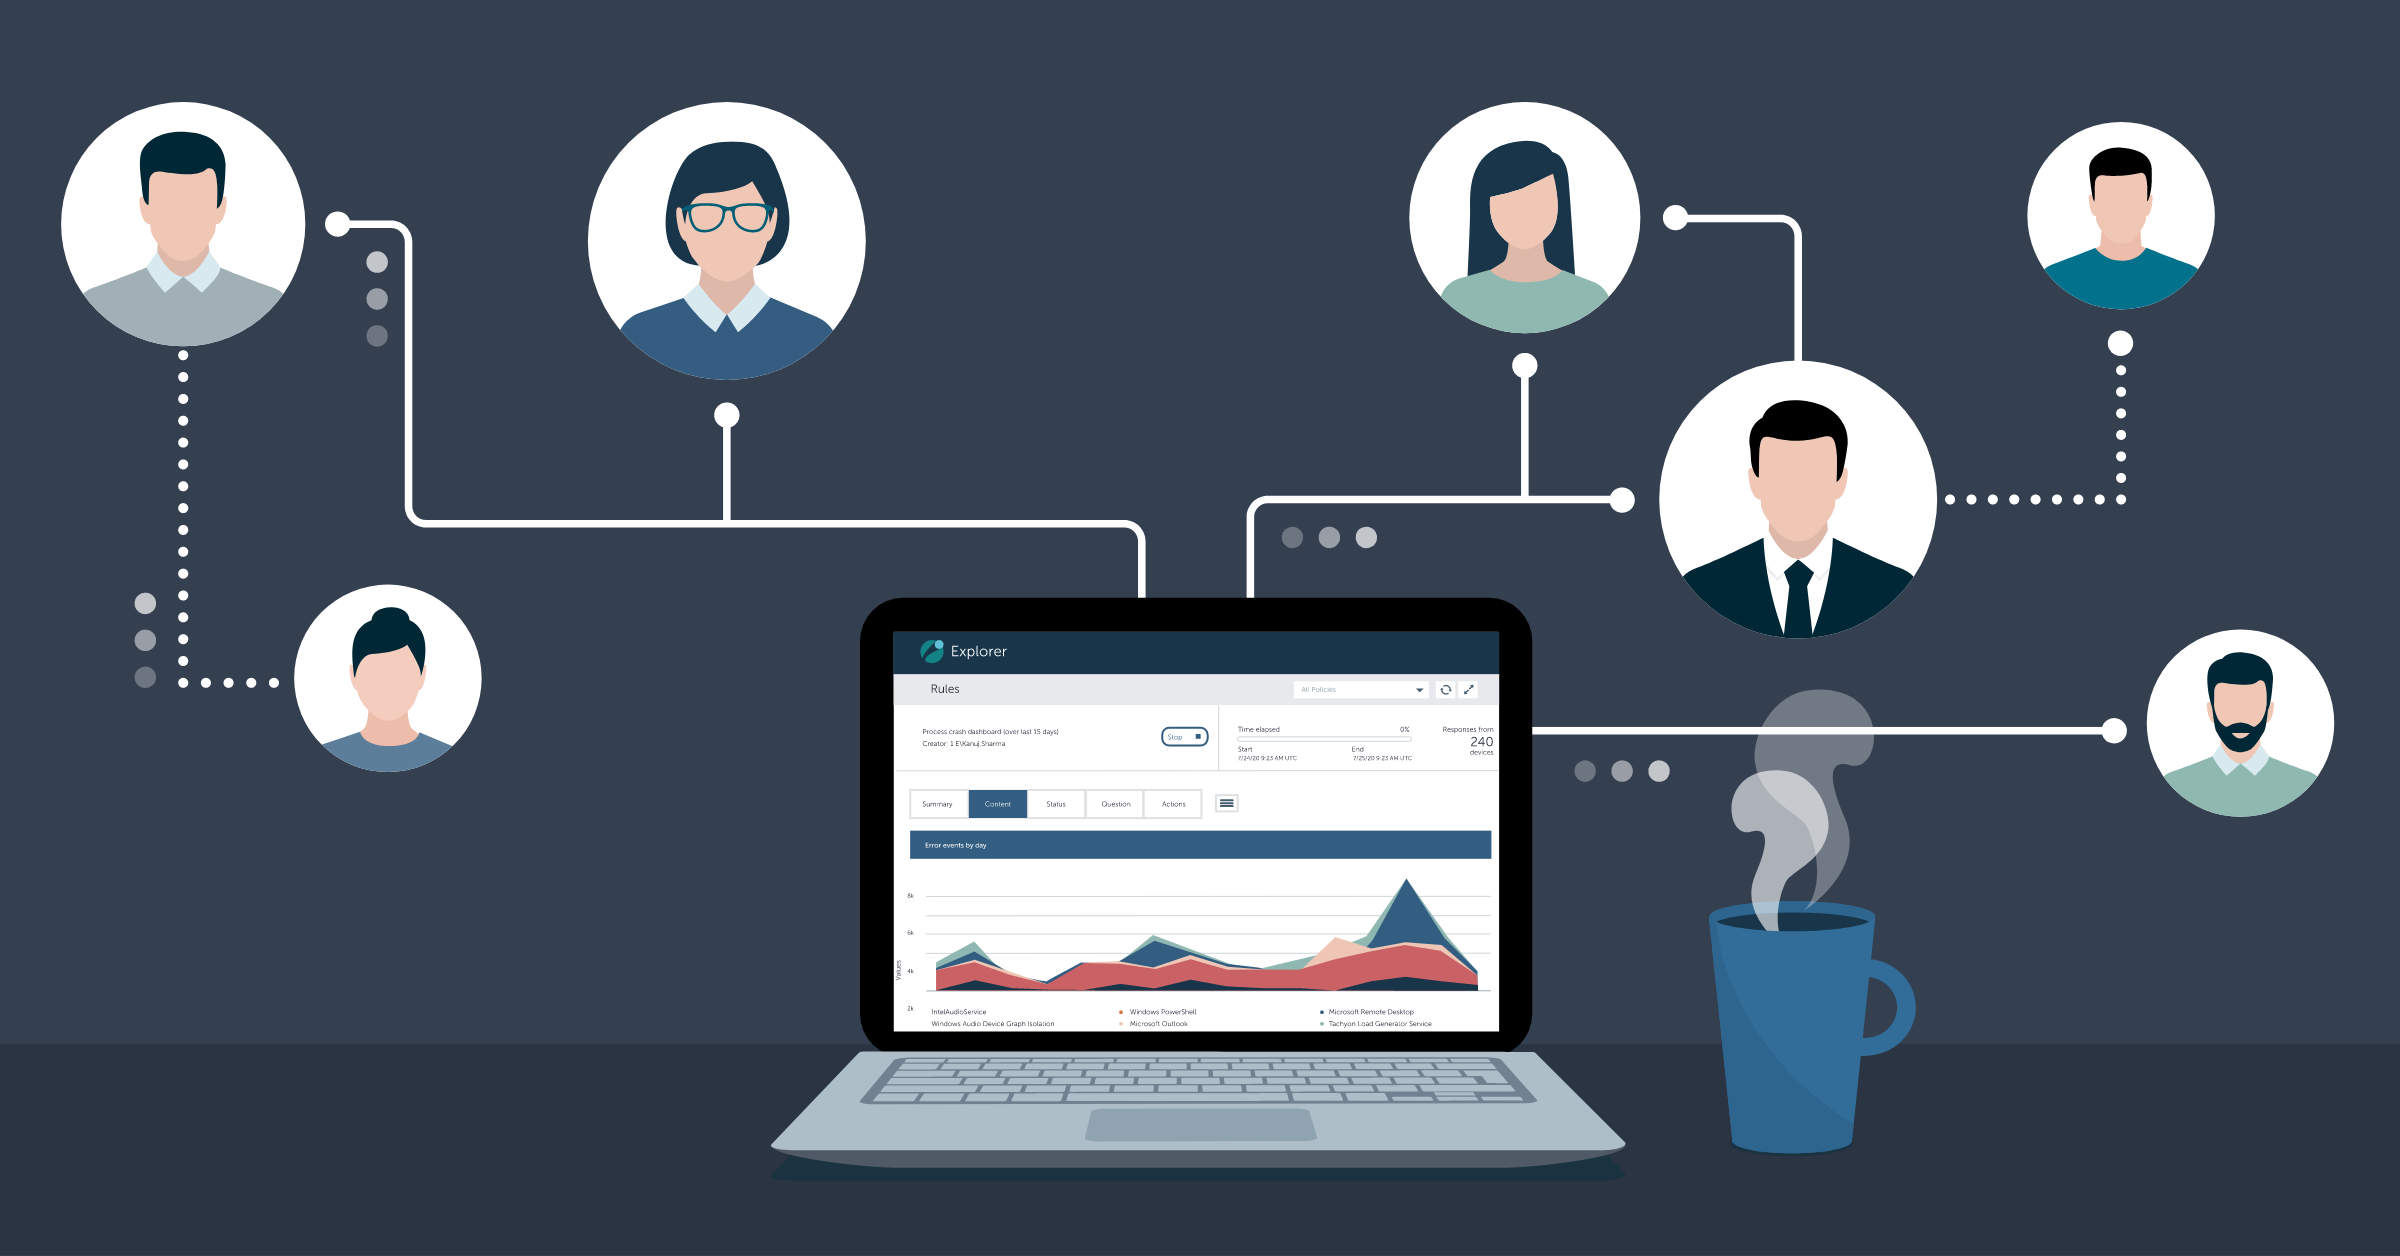 Explorer
Rules
All Policies
Process crash dashboard (over last 15 days)
Creator: 1 E\Kanuj.Sharma
Stop
Time elapsed
0%
Start
7/24/20 9:23 AM UTC
End
7/25/20 9:23 AM UTC
Responses from
240
devices
Summary
Content
Status
Question
Actions
Error events by day
8k
6k
4k
2k
Values
IntelAudioService
Windows PowerShell
Microsoft Remote Desktop
Windows Audio Device Graph Isolation
Microsoft Outlook
Tachyon Load Generator Service